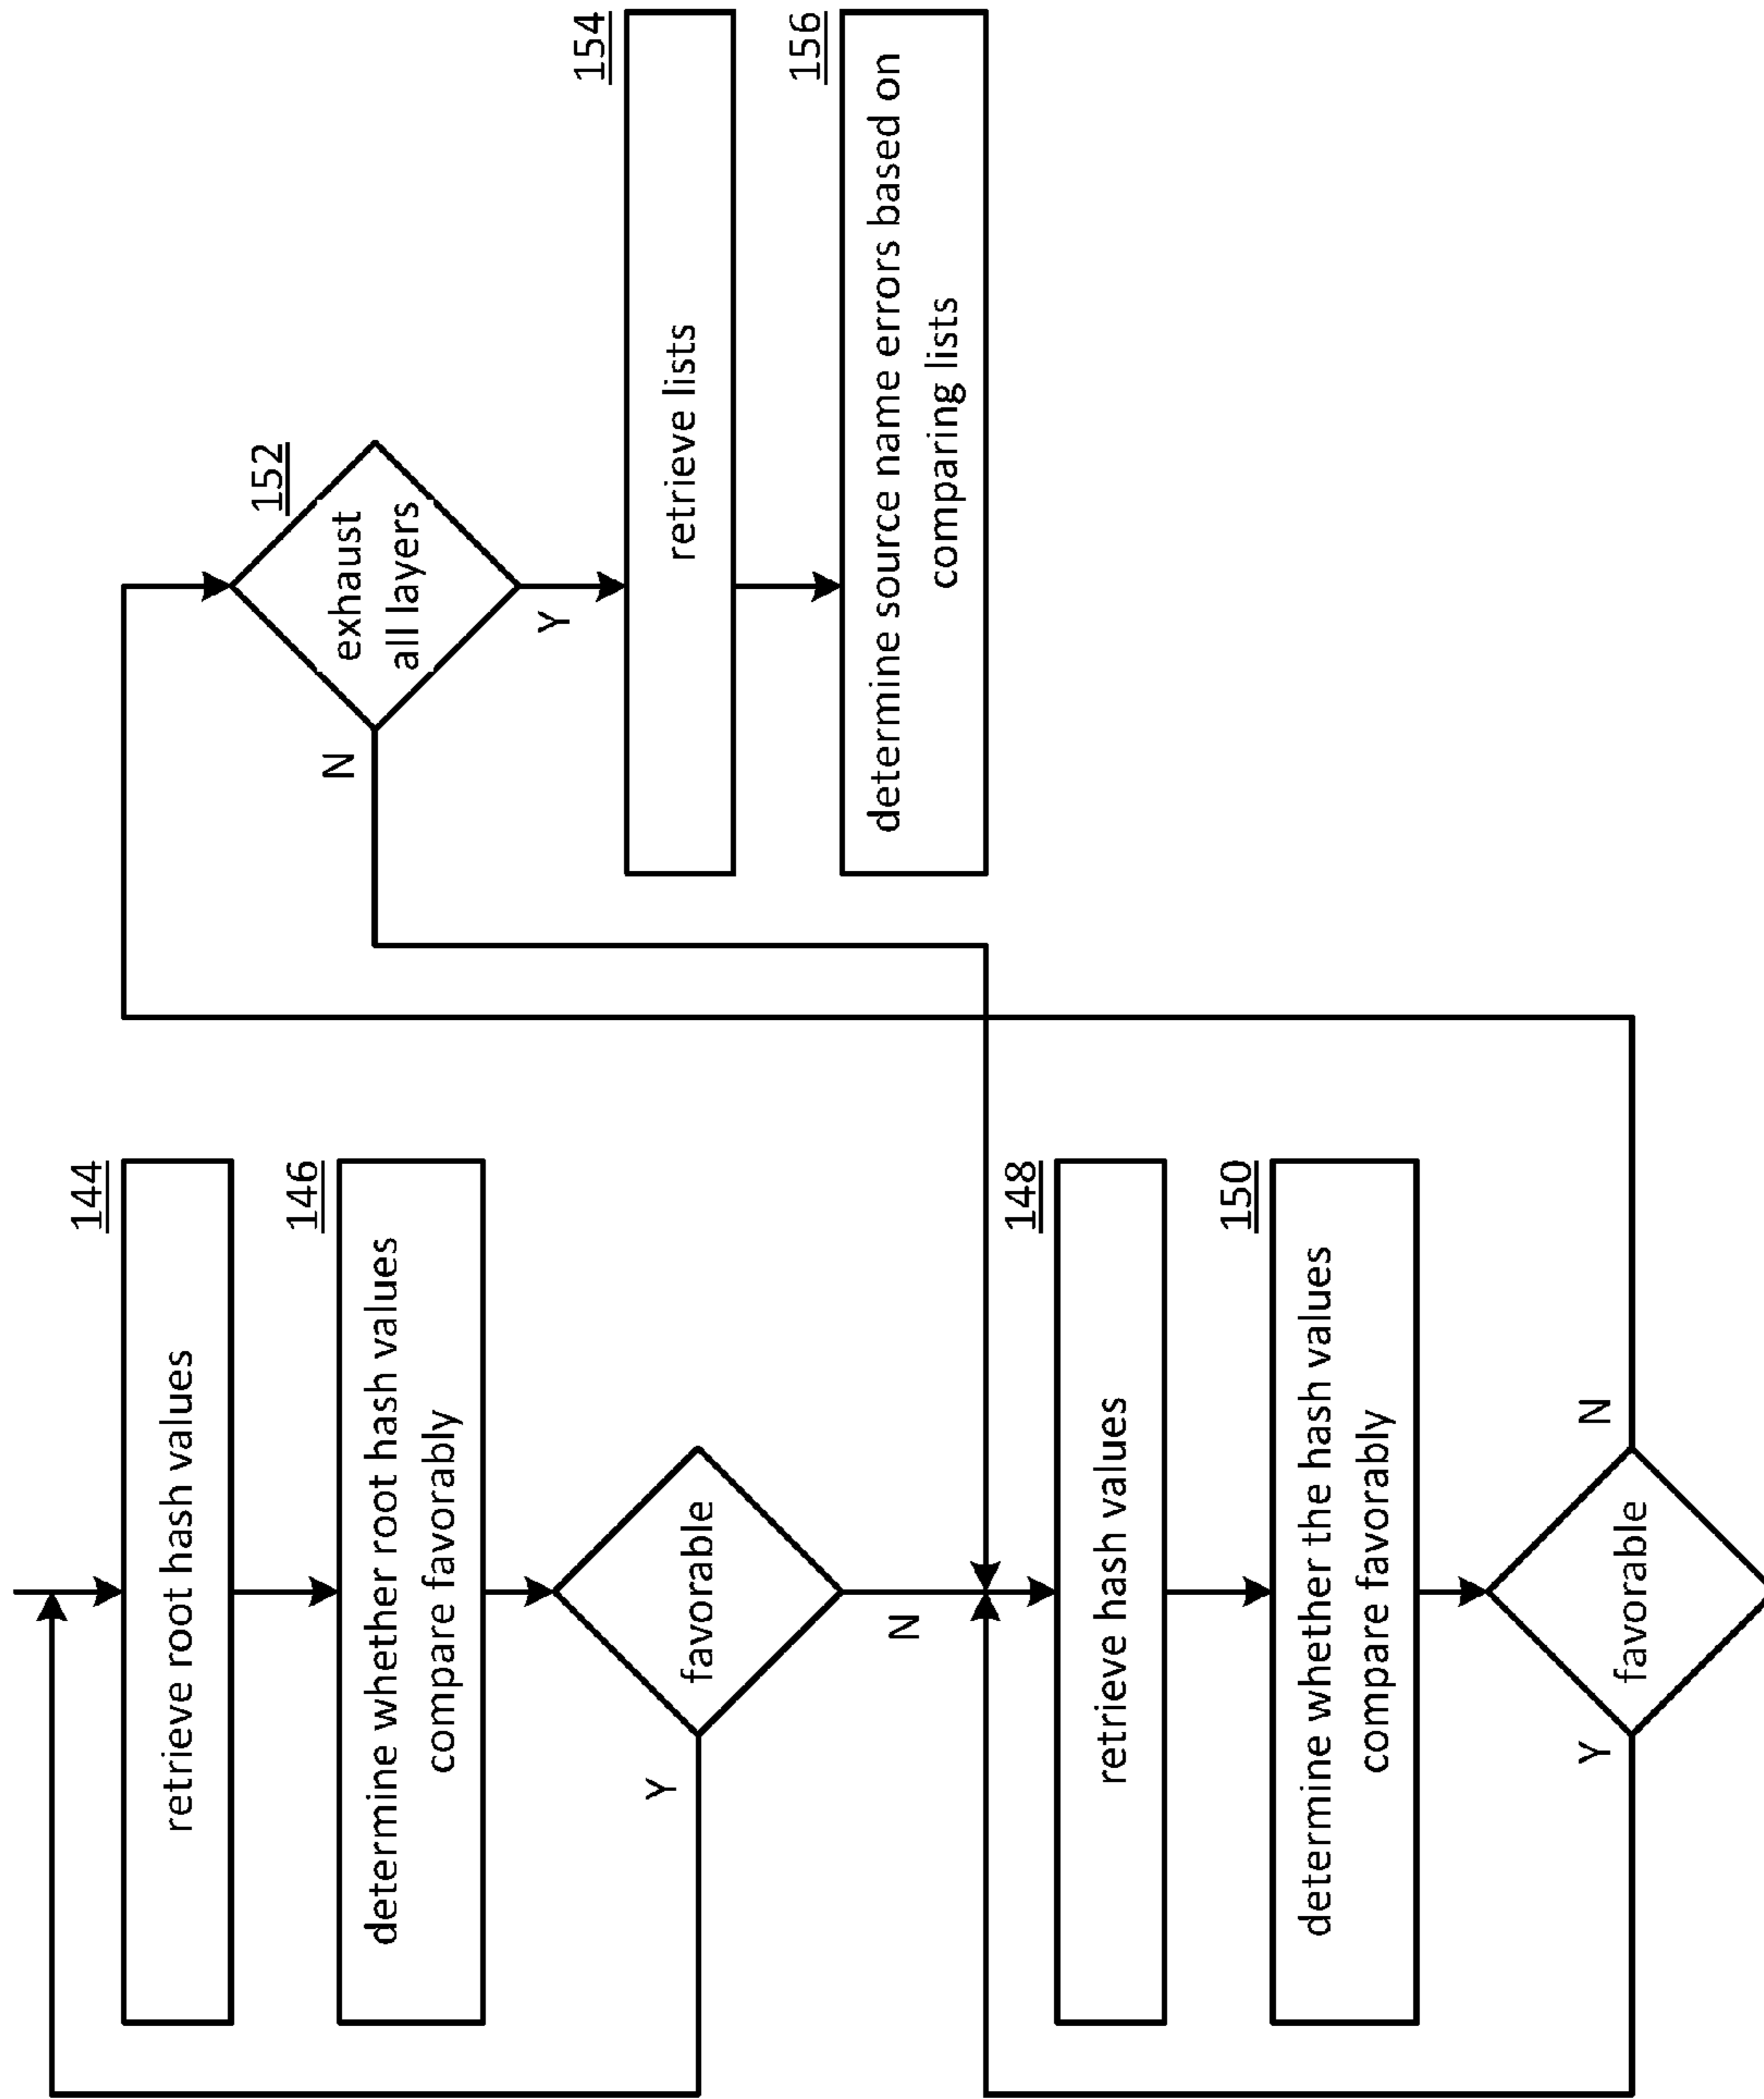 144
retrieve root hash values
146
determine whether root hash values
compare favorably
favorable
Y
N
148
retrieve hash values
150
determine whether the hash values
compare favorably
favorable
Y
N
152
exhaust
all layers
N
Y
154
retrieve lists
156
determine source name errors based on
comparing lists